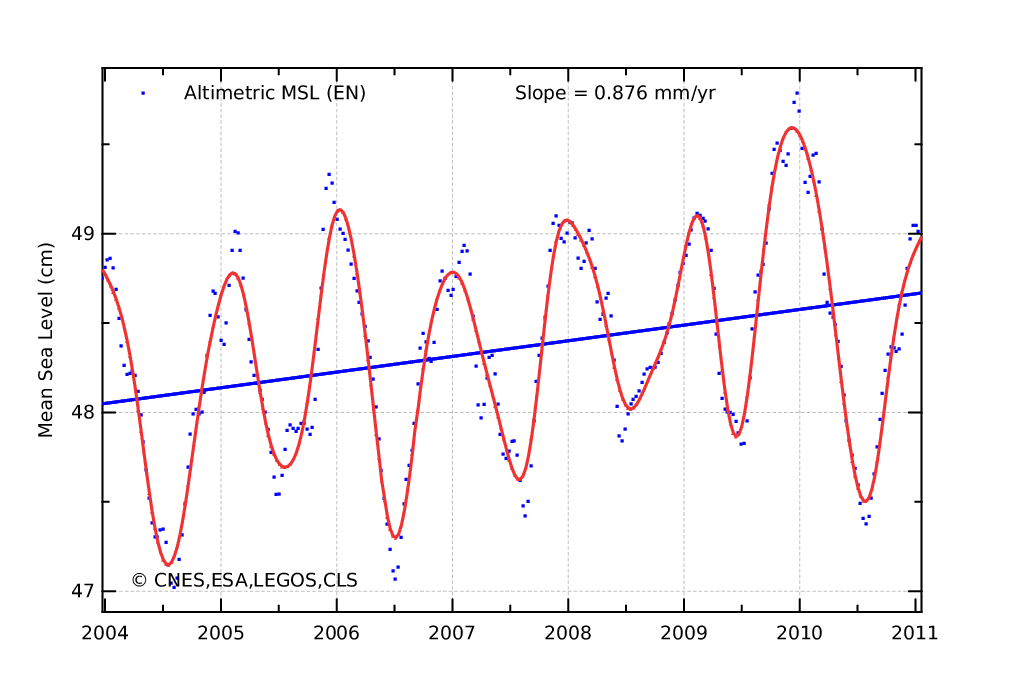 Altimetric MSL (EN) Slope = 0.876 mm/yr
49
Mean Sea Level (cm)
48
© CNES,ESA,LEGOS,CLS
47
2004 2005 2006 2007 2008 2009 2010 2011